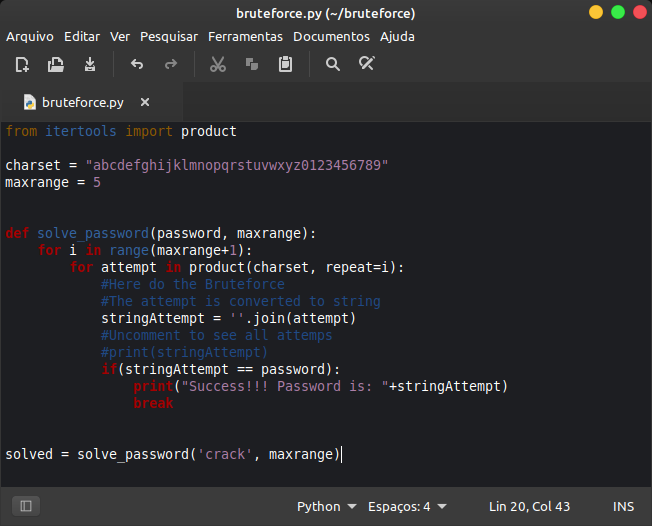 bruteforce.py (~/bruteforce)
Arquivo Editar Ver Pesquisar Ferramentas Documentos Ajuda
bruteforce.py
from itertools import product
charset = "abcdefghijklmnopqrstuvwxyz0123456789"
maxrange = 5
def solve_password(password, maxrange):
    for i in range(maxrange+1):
        for attempt in product(charset, repeat=i):
            #Here do the Bruteforce
            #The attempt is converted to string
            stringAttempt = ''.join(attempt)
            #Uncomment to see all attemps
            #print(stringAttempt)
            if(stringAttempt == password):
                print("Success!!! Password is: "+stringAttempt)
                break
solved = solve_password('crack', maxrange)
Python Espaços: 4 Lin 20, Col 43 INS